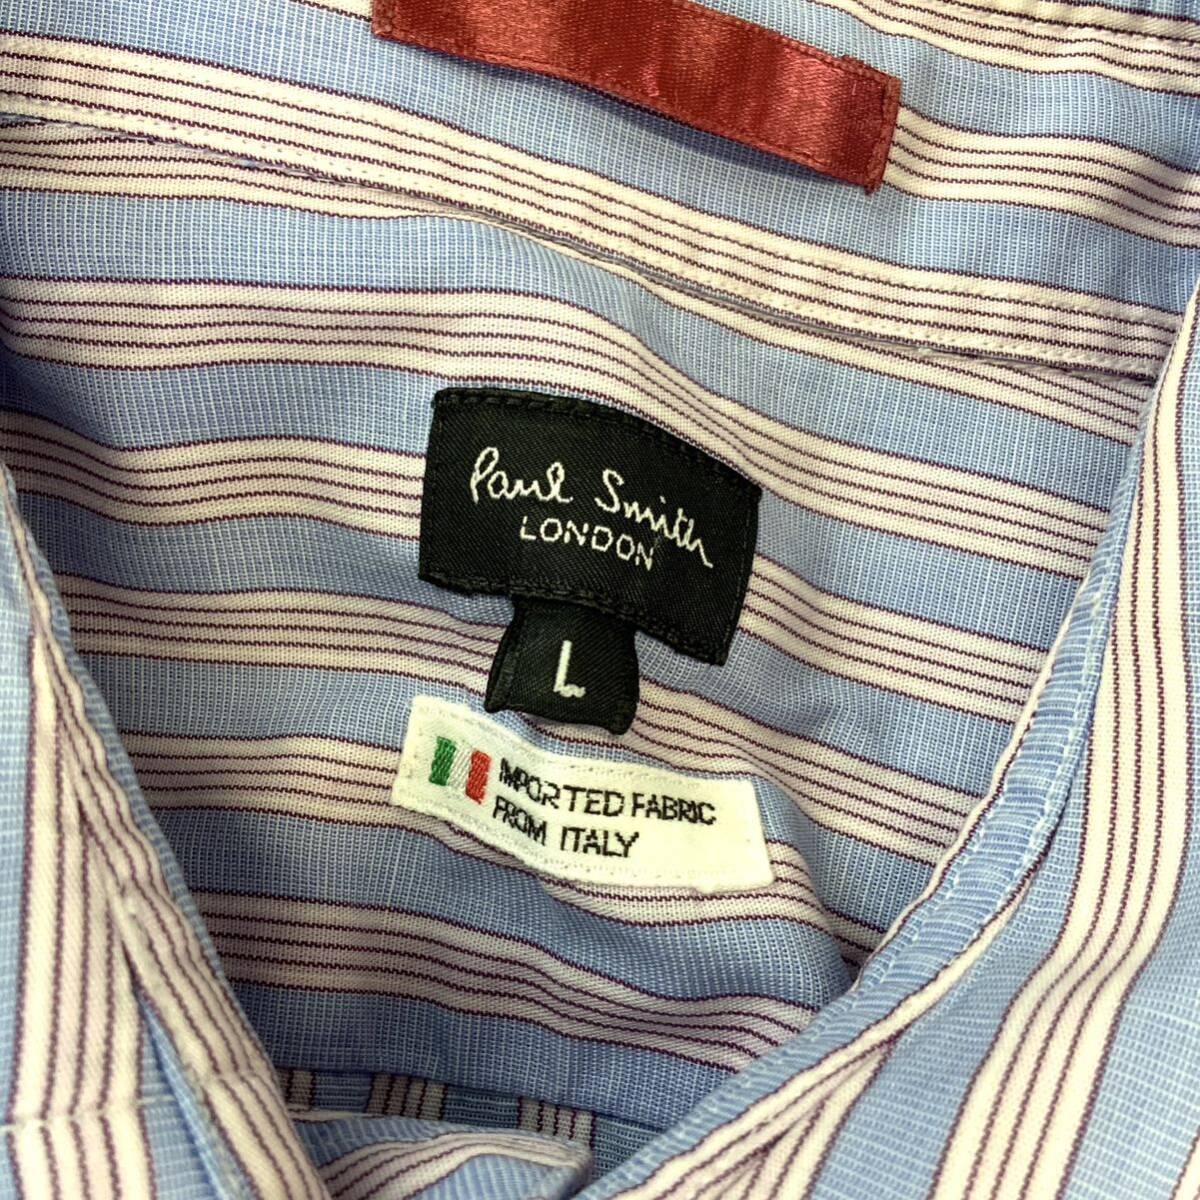 Paul Smith
LONDON
L
IMPORTED FABRIC
FROM ITALY